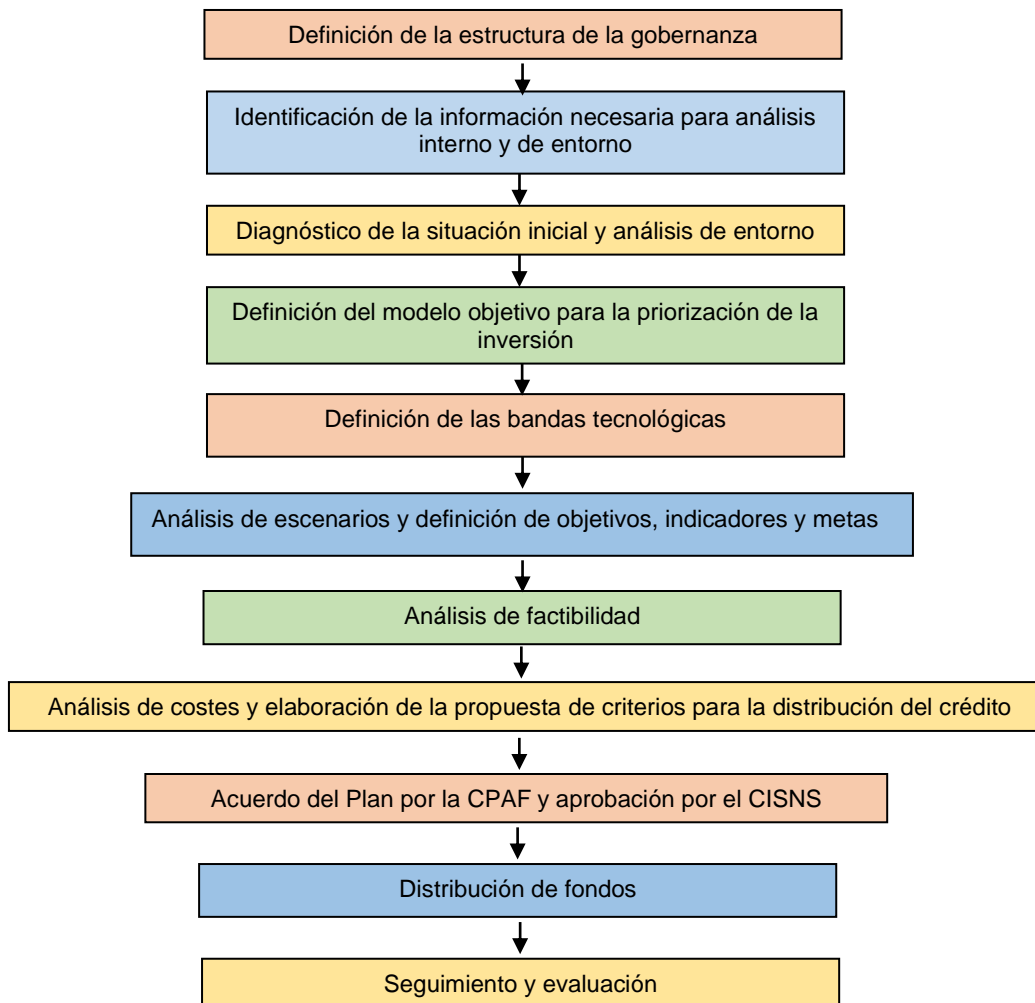 Definición de la estructura de la gobernanza
Identificación de la información necesaria para análisis
interno y de entorno
Diagnóstico de la situación inicial y análisis de entorno
Definición del modelo objetivo para la priorización de la
inversión
Definición de las bandas tecnológicas
Análisis de escenarios y definición de objetivos, indicadores y metas
Análisis de factibilidad
Análisis de costes y elaboración de la propuesta de criterios para la distribución del crédito
Acuerdo del Plan por la CPAF y aprobación por el CISNS
Distribución de fondos
Seguimiento y evaluación